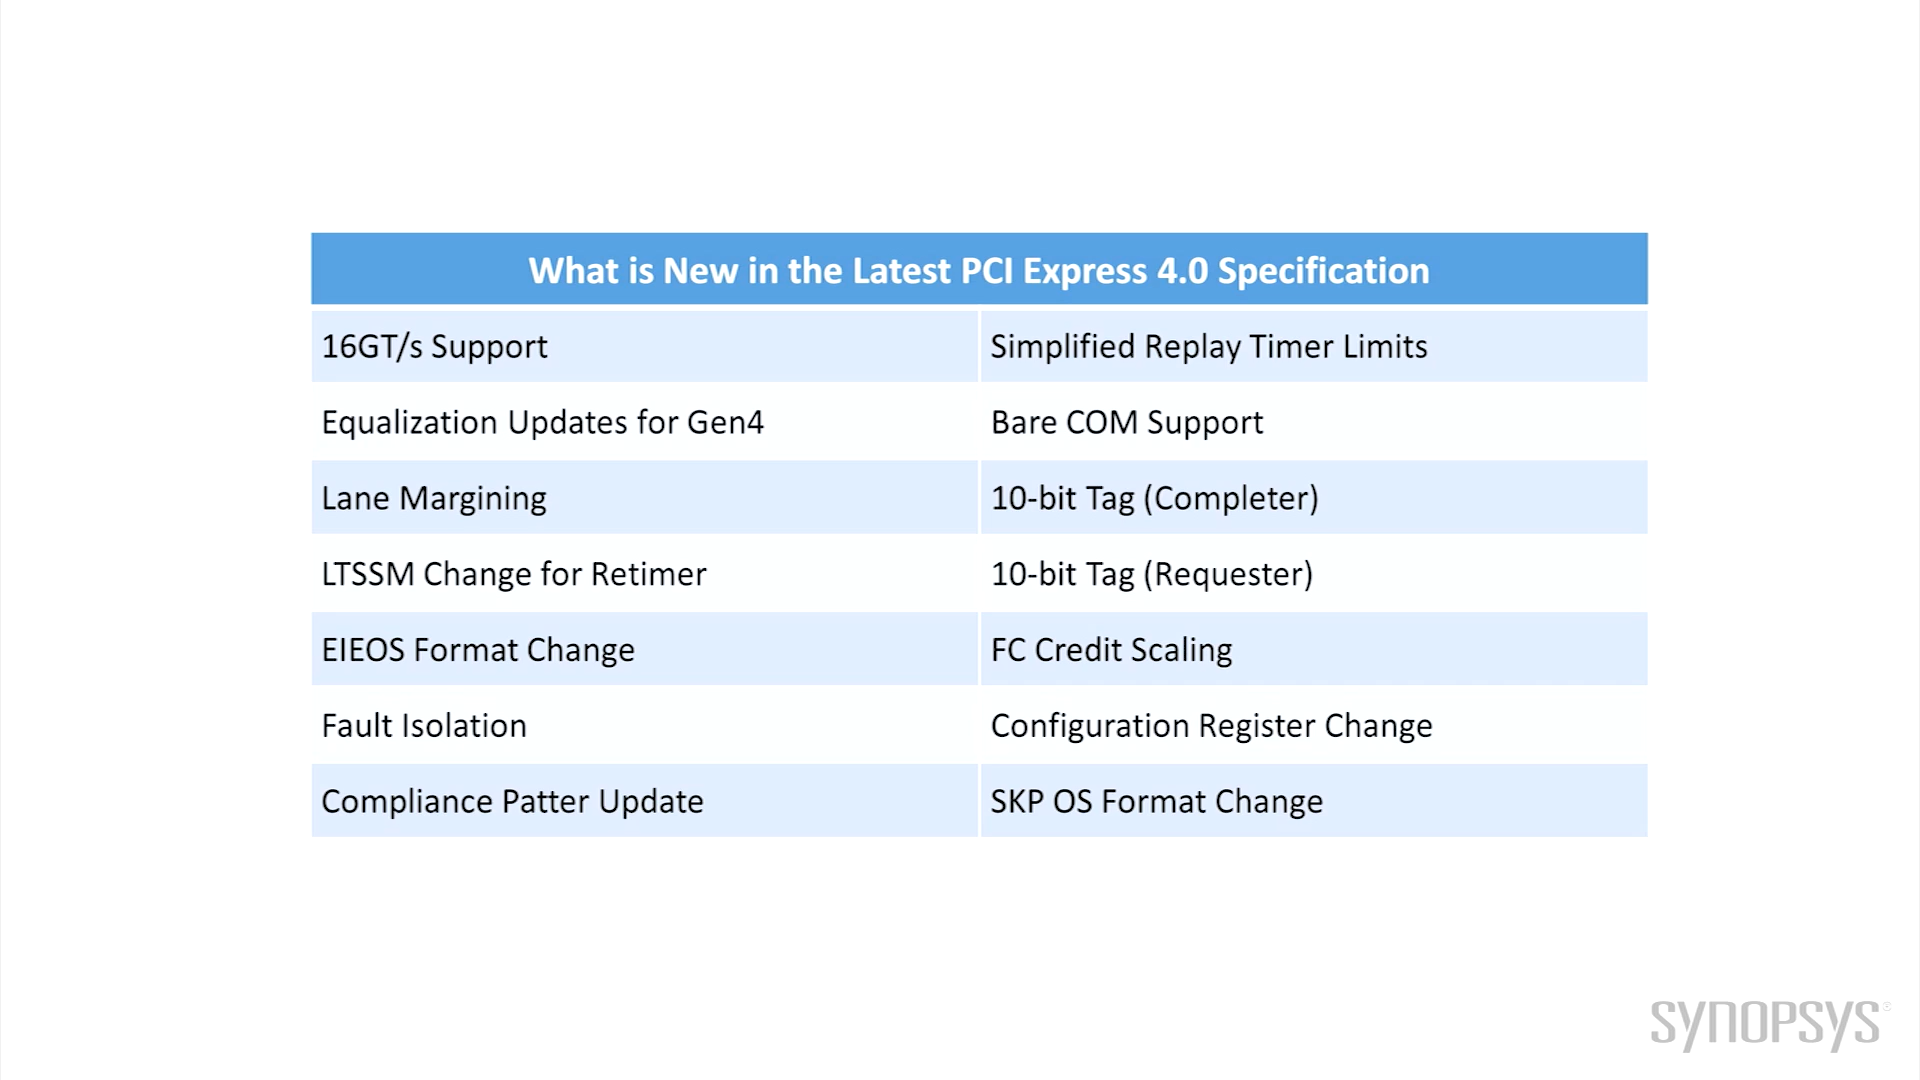 What is New in the Latest PCI Express 4.0 Specification
16GT/s Support
Simplified Replay Timer Limits
Equalization Updates for Gen4
Bare COM Support
Lane Margining
10-bit Tag (Completer)
LTSSM Change for Retimer
10-bit Tag (Requester)
EIEOS Format Change
FC Credit Scaling
Fault Isolation
Configuration Register Change
Compliance Patter Update
SKP OS Format Change
SYNOPSYS®